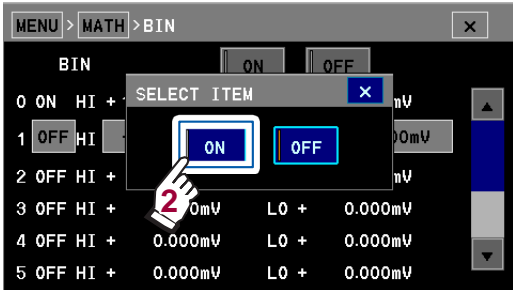 MENU > MATH >BIN ×
BIN ON OFF
SELECT ITEM ×
0 ON HI + mV
1 OFF HI 0mV
ON OFF
2 OFF HI + mV
2
3 OFF HI + 0mV LO + 0.000mV
4 OFF HI + 0.000mV LO + 0.000mV
5 OFF HI + 0.000mV LO + 0.000mV